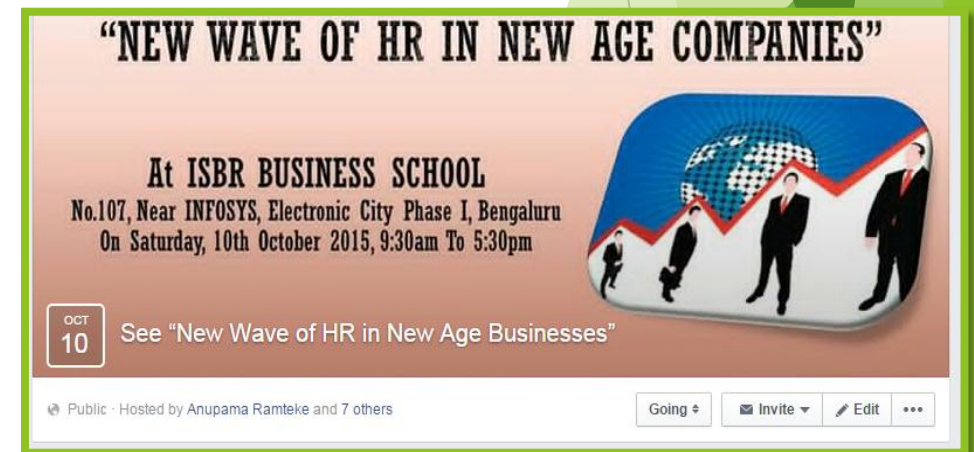 “NEW WAVE OF HR IN NEW AGE COMPANIES”
At ISBR BUSINESS SCHOOL
No.107, Near INFOSYS, Electronic City Phase I, Bengaluru
On Saturday, 10th October 2015, 9:30am To 5:30pm
OCT
10
See “New Wave of HR in New Age Businesses”
Public · Hosted by Anupama Ramteke and 7 others
Going
Invite
Edit